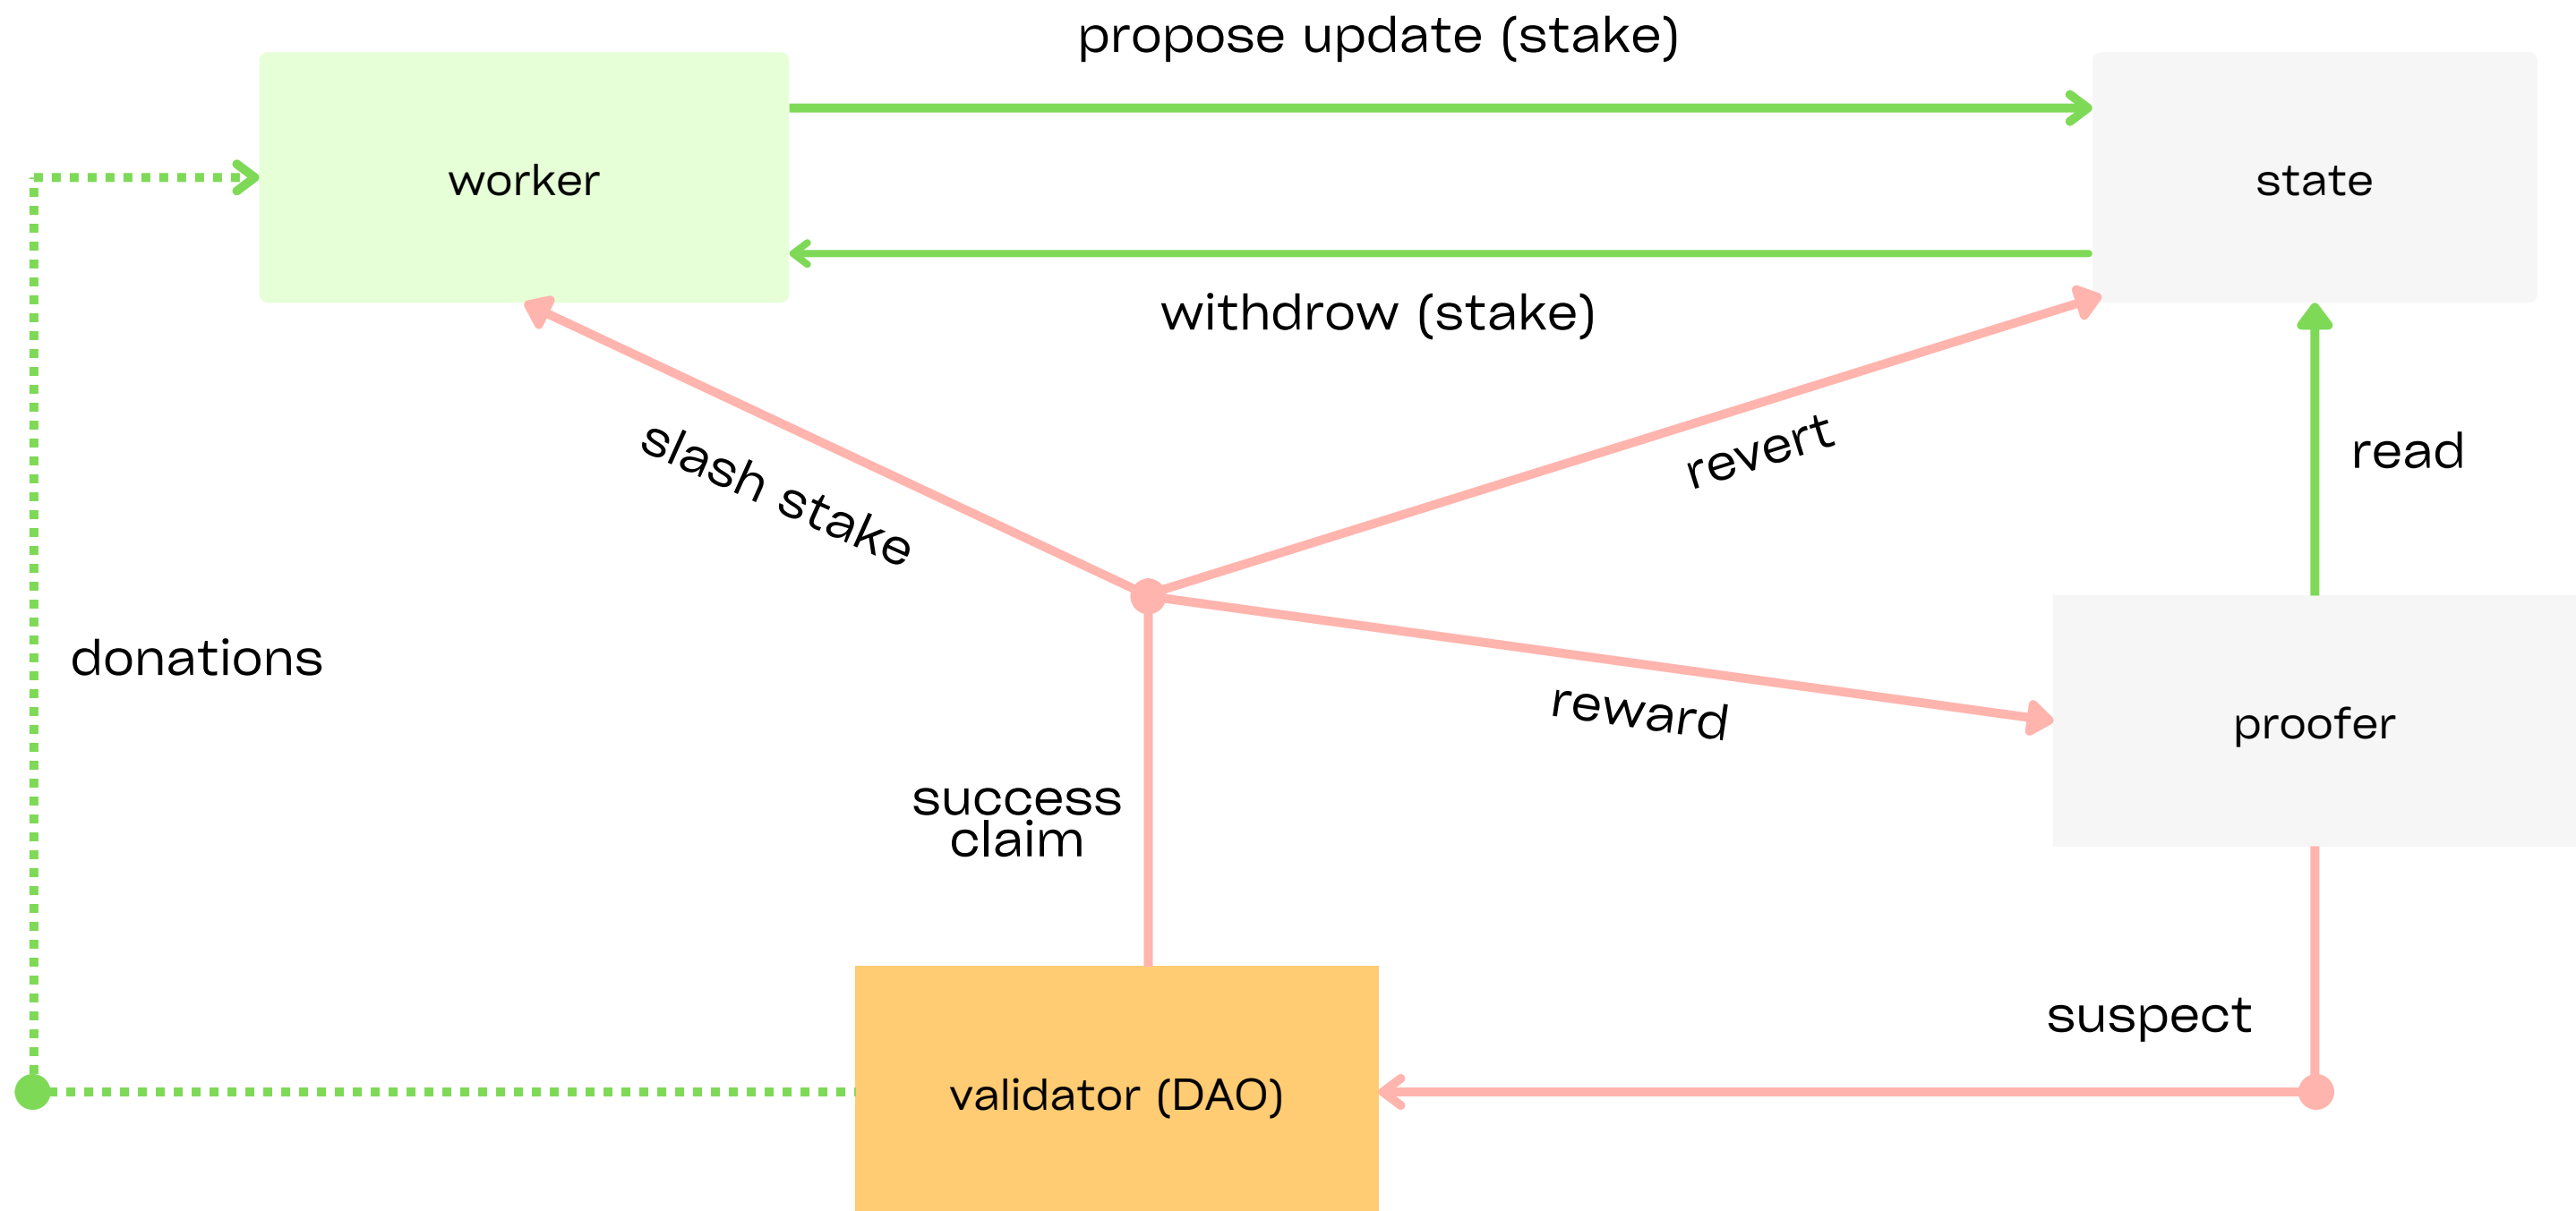 propose update (stake)
worker
state
withdrow (stake)
slash stake
revert
read
donations
reward
proofer
success
claim
suspect
validator (DAO)